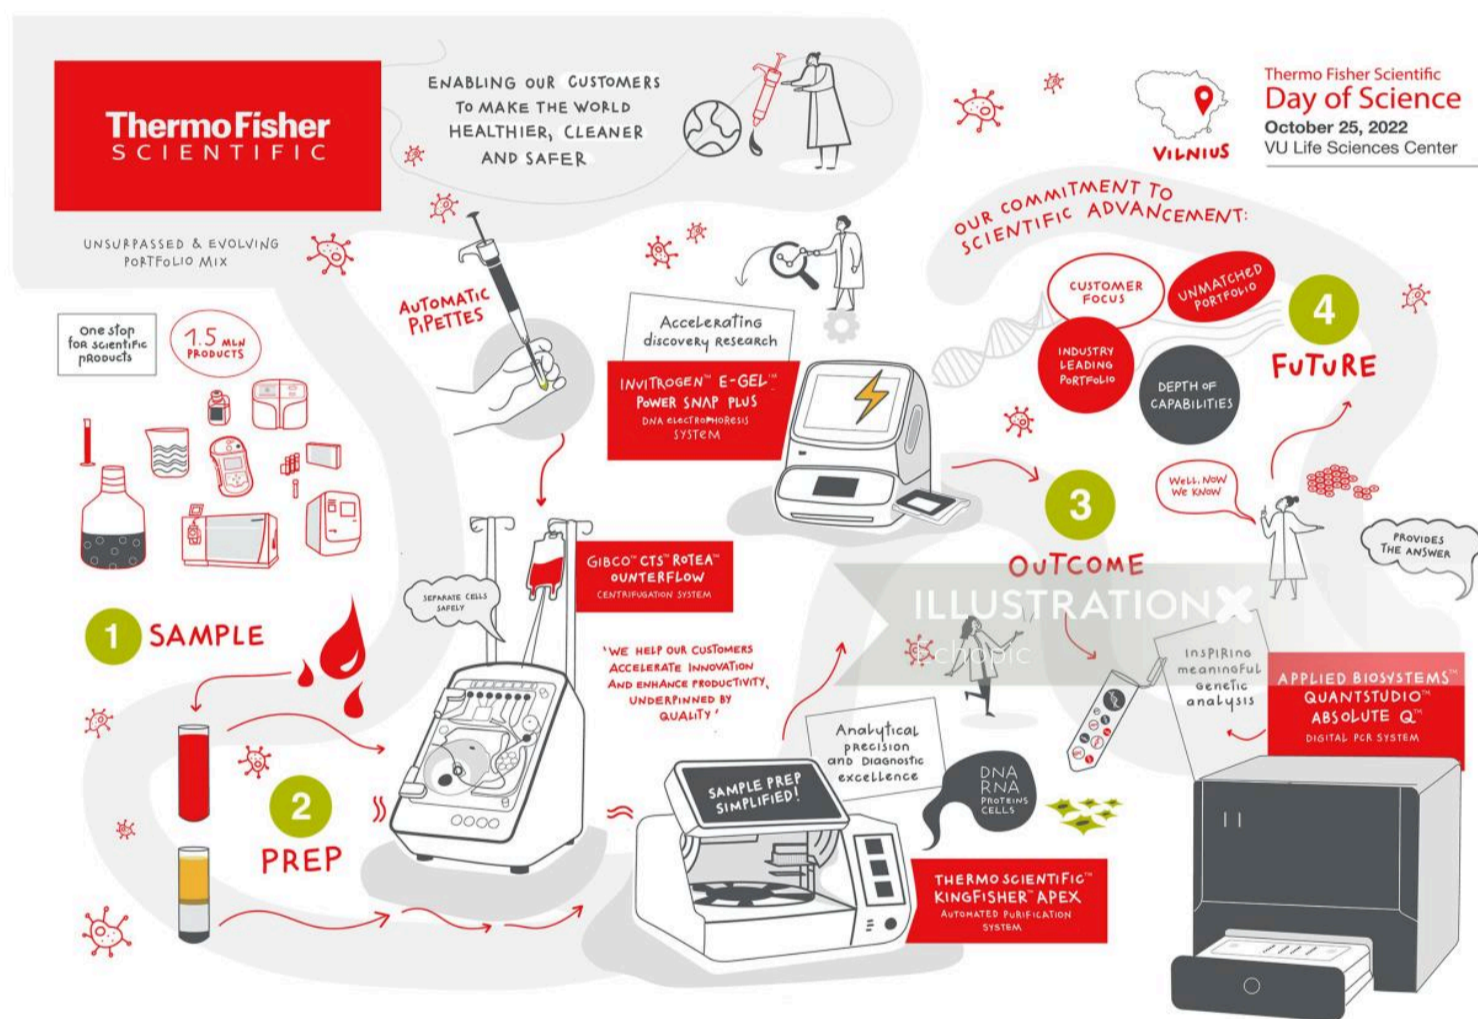 ThermoFisher
SCIENTIFIC
UNSURPASSED & EVOLVING
PORTFOLIO MIX
ENABLING OUR CUSTOMERS
TO MAKE THE WORLD
HEALTHIER, CLEANER
AND SAFER
VILNIUS
Thermo Fisher Scientific
Day of Science
October 25, 2022
VU Life Sciences Center
One stop
for scientific
products
1.5 MLN
PRODUCTS
AUTOMATIC
PIPETTES
Accelerating
discovery research
INVITROGEN™ E-GEL™
POWER SNAP PLUS
DNA ELECTROPHORESIS
SYSTEM
OUR COMMITMENT TO
SCIENTIFIC ADVANCEMENT:
CUSTOMER
FOCUS
UNMATCHED
PORTFOLIO
INDUSTRY
LEADING
PORTFOLIO
DEPTH OF
CAPABILITIES
4
FUTURE
WELL, NOW
WE KNOW
PROVIDES
THE ANSWER
3
OUTCOME
GIBCO™ CTS™ ROTEA™
OUNTERFLOW
CENTRIFUGATION SYSTEM
SEPARATE CELLS
SAFELY
1 SAMPLE
2
PREP
'WE HELP OUR CUSTOMERS
ACCELERATE INNOVATION
AND ENHANCE PRODUCTIVITY,
UNDERPINNED BY
QUALITY'
ILLUSTRATIONX
Echopic
Inspiring
meaningful
genetic
analysis
APPLIED BIOSYSTEMS™
QUANTSTUDIO™
ABSOLUTE Q™
DIGITAL PCR SYSTEM
Analytical
precision
and Diagnostic
excellence
SAMPLE PREP
SIMPLIFIED!
DNA
RNA
PROTEINS
CELLS
THERMO SCIENTIFIC™
KINGFISHER™ APEX
AUTOMATED PURIFICATION
SYSTEM